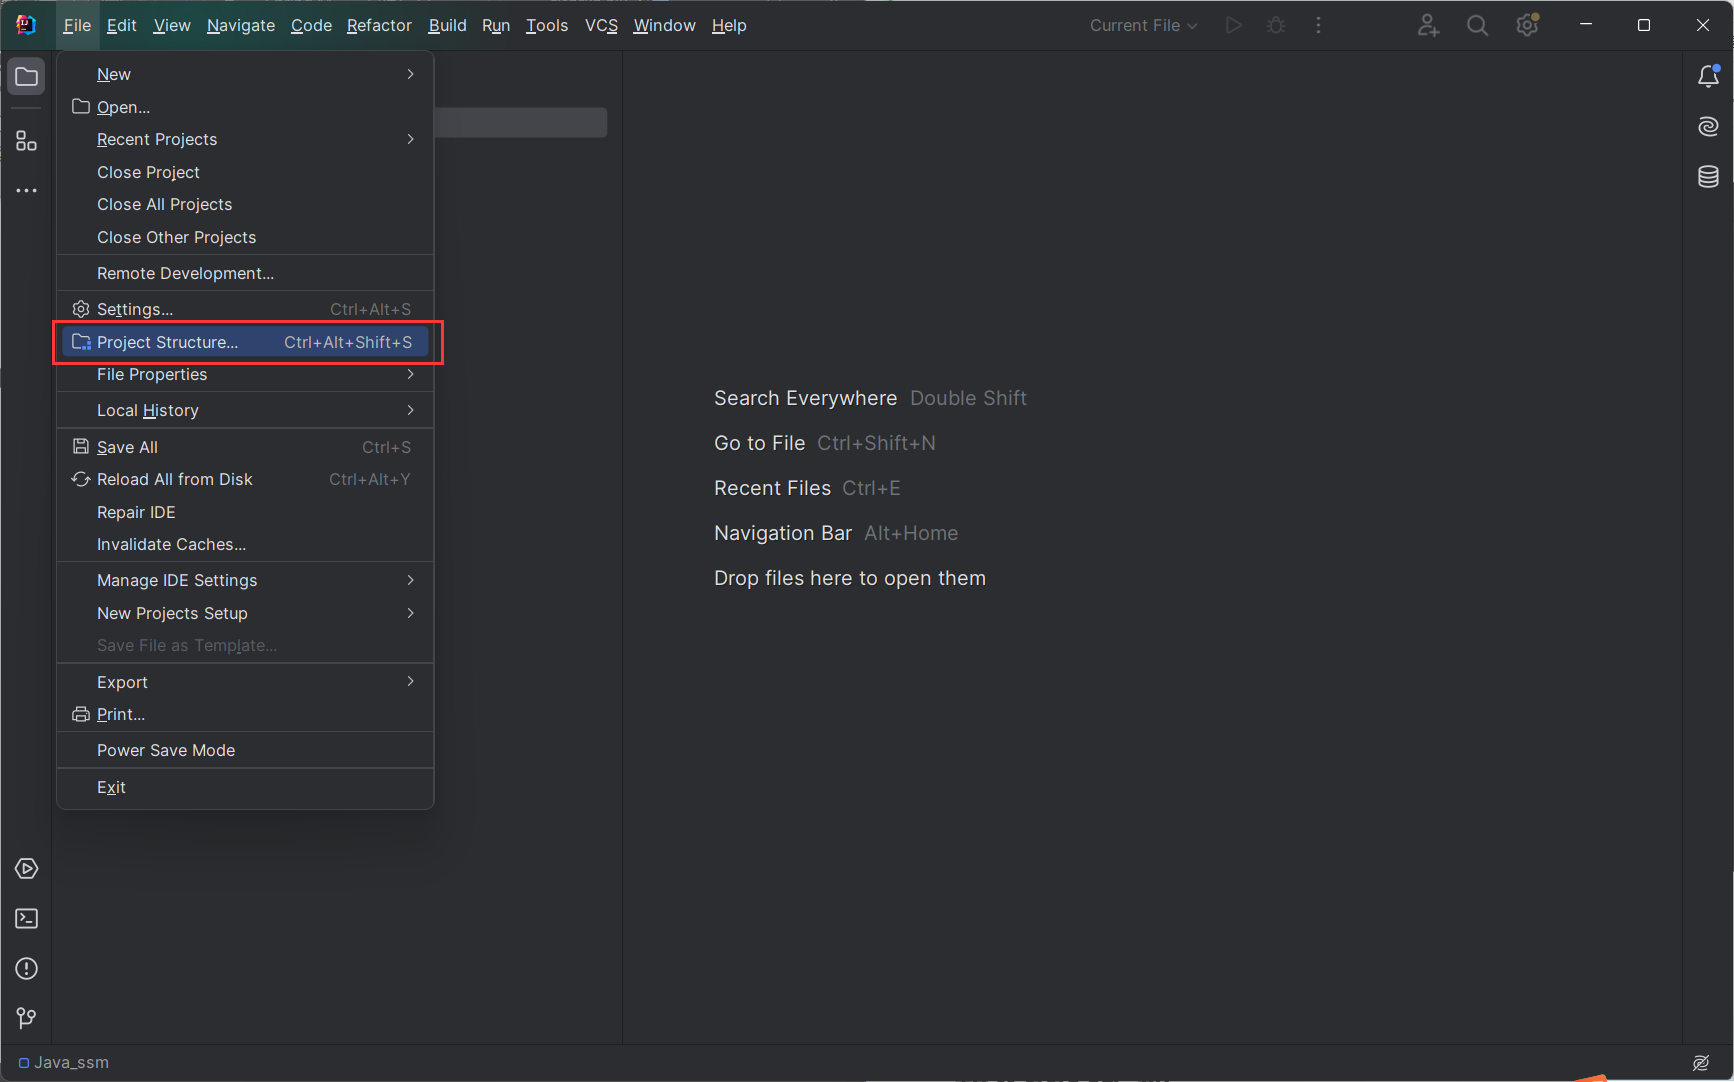 File Edit View Navigate Code Refactor Build Run Tools VCS Window Help Current File
New
Open...
Recent Projects
Close Project
Close All Projects
Close Other Projects
Remote Development...
Settings... Ctrl+Alt+S
Project Structure... Ctrl+Alt+Shift+S
File Properties
Local History
Save All Ctrl+S
Reload All from Disk Ctrl+Alt+Y
Repair IDE
Invalidate Caches...
Manage IDE Settings
New Projects Setup
Save File as Template...
Export
Print...
Power Save Mode
Exit
Search Everywhere Double Shift
Go to File Ctrl+Shift+N
Recent Files Ctrl+E
Navigation Bar Alt+Home
Drop files here to open them
Java_ssm